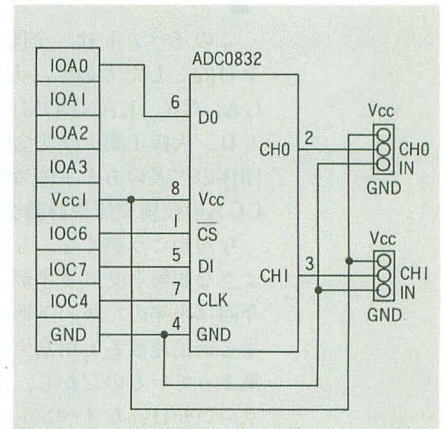 ADC0832
IOA0
IOA1
IOA2
IOA3
Vcc1
IOC6
IOC7
IOC4
GND
6 D0
8 Vcc
1 CS
5 DI
7 CLK
4 GND
CH0 2
CH1 3
Vcc
CH0
IN
GND
Vcc
CH1
IN
GND